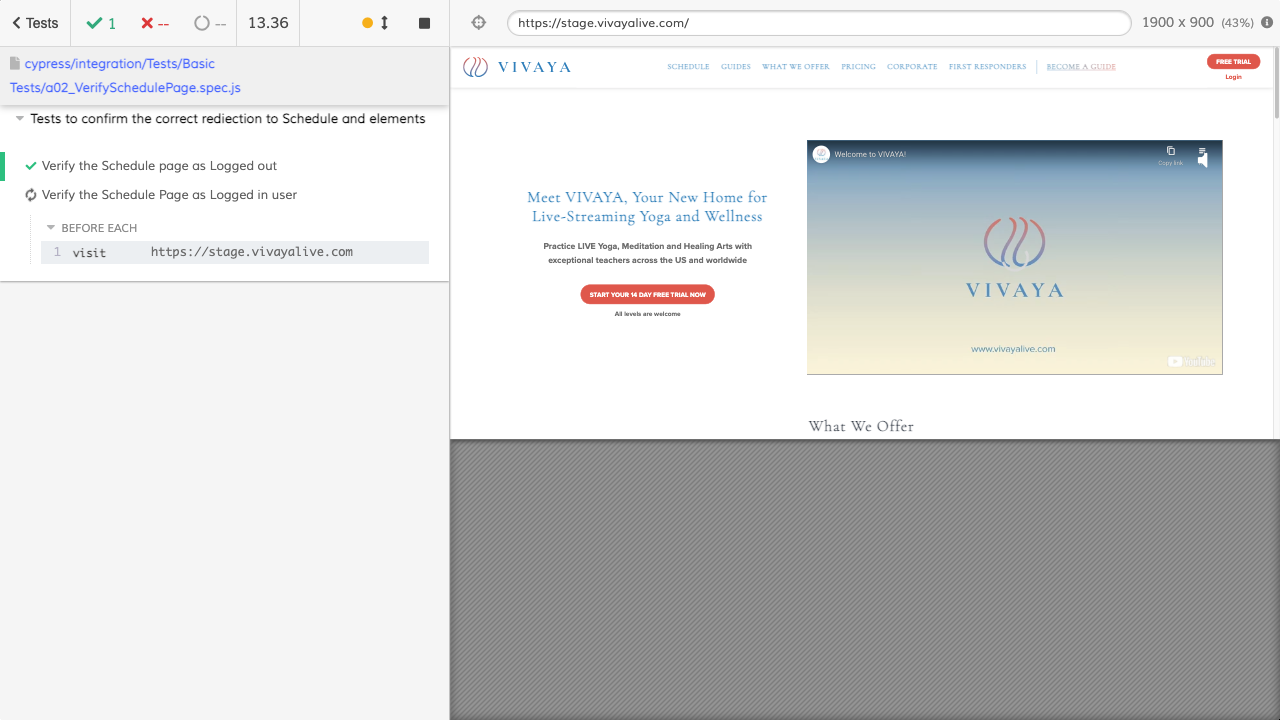 Tests
1
--
--
13.36
https://stage.vivayalive.com/
1900 x 900 (43%)
cypress/integration/Tests/Basic
Tests/a02_VerifySchedulePage.spec.js
Tests to confirm the correct rediection to Schedule and elements
Verify the Schedule page as Logged out
Verify the Schedule Page as Logged in user
BEFORE EACH
1 visit https://stage.vivayalive.com
VIVAYA
SCHEDULE GUIDES WHAT WE OFFER PRICING CORPORATE FIRST RESPONDERS BECOME A GUIDE
FREE TRIAL
Login
Meet VIVAYA, Your New Home for
Live-Streaming Yoga and Wellness
Practice LIVE Yoga, Meditation and Healing Arts with
exceptional teachers across the US and worldwide
START YOUR 14 DAY FREE TRIAL NOW
All levels are welcome
Welcome to VIVAYA!
Copy link
VIVAYA
www.vivayalive.com
YouTube
What We Offer